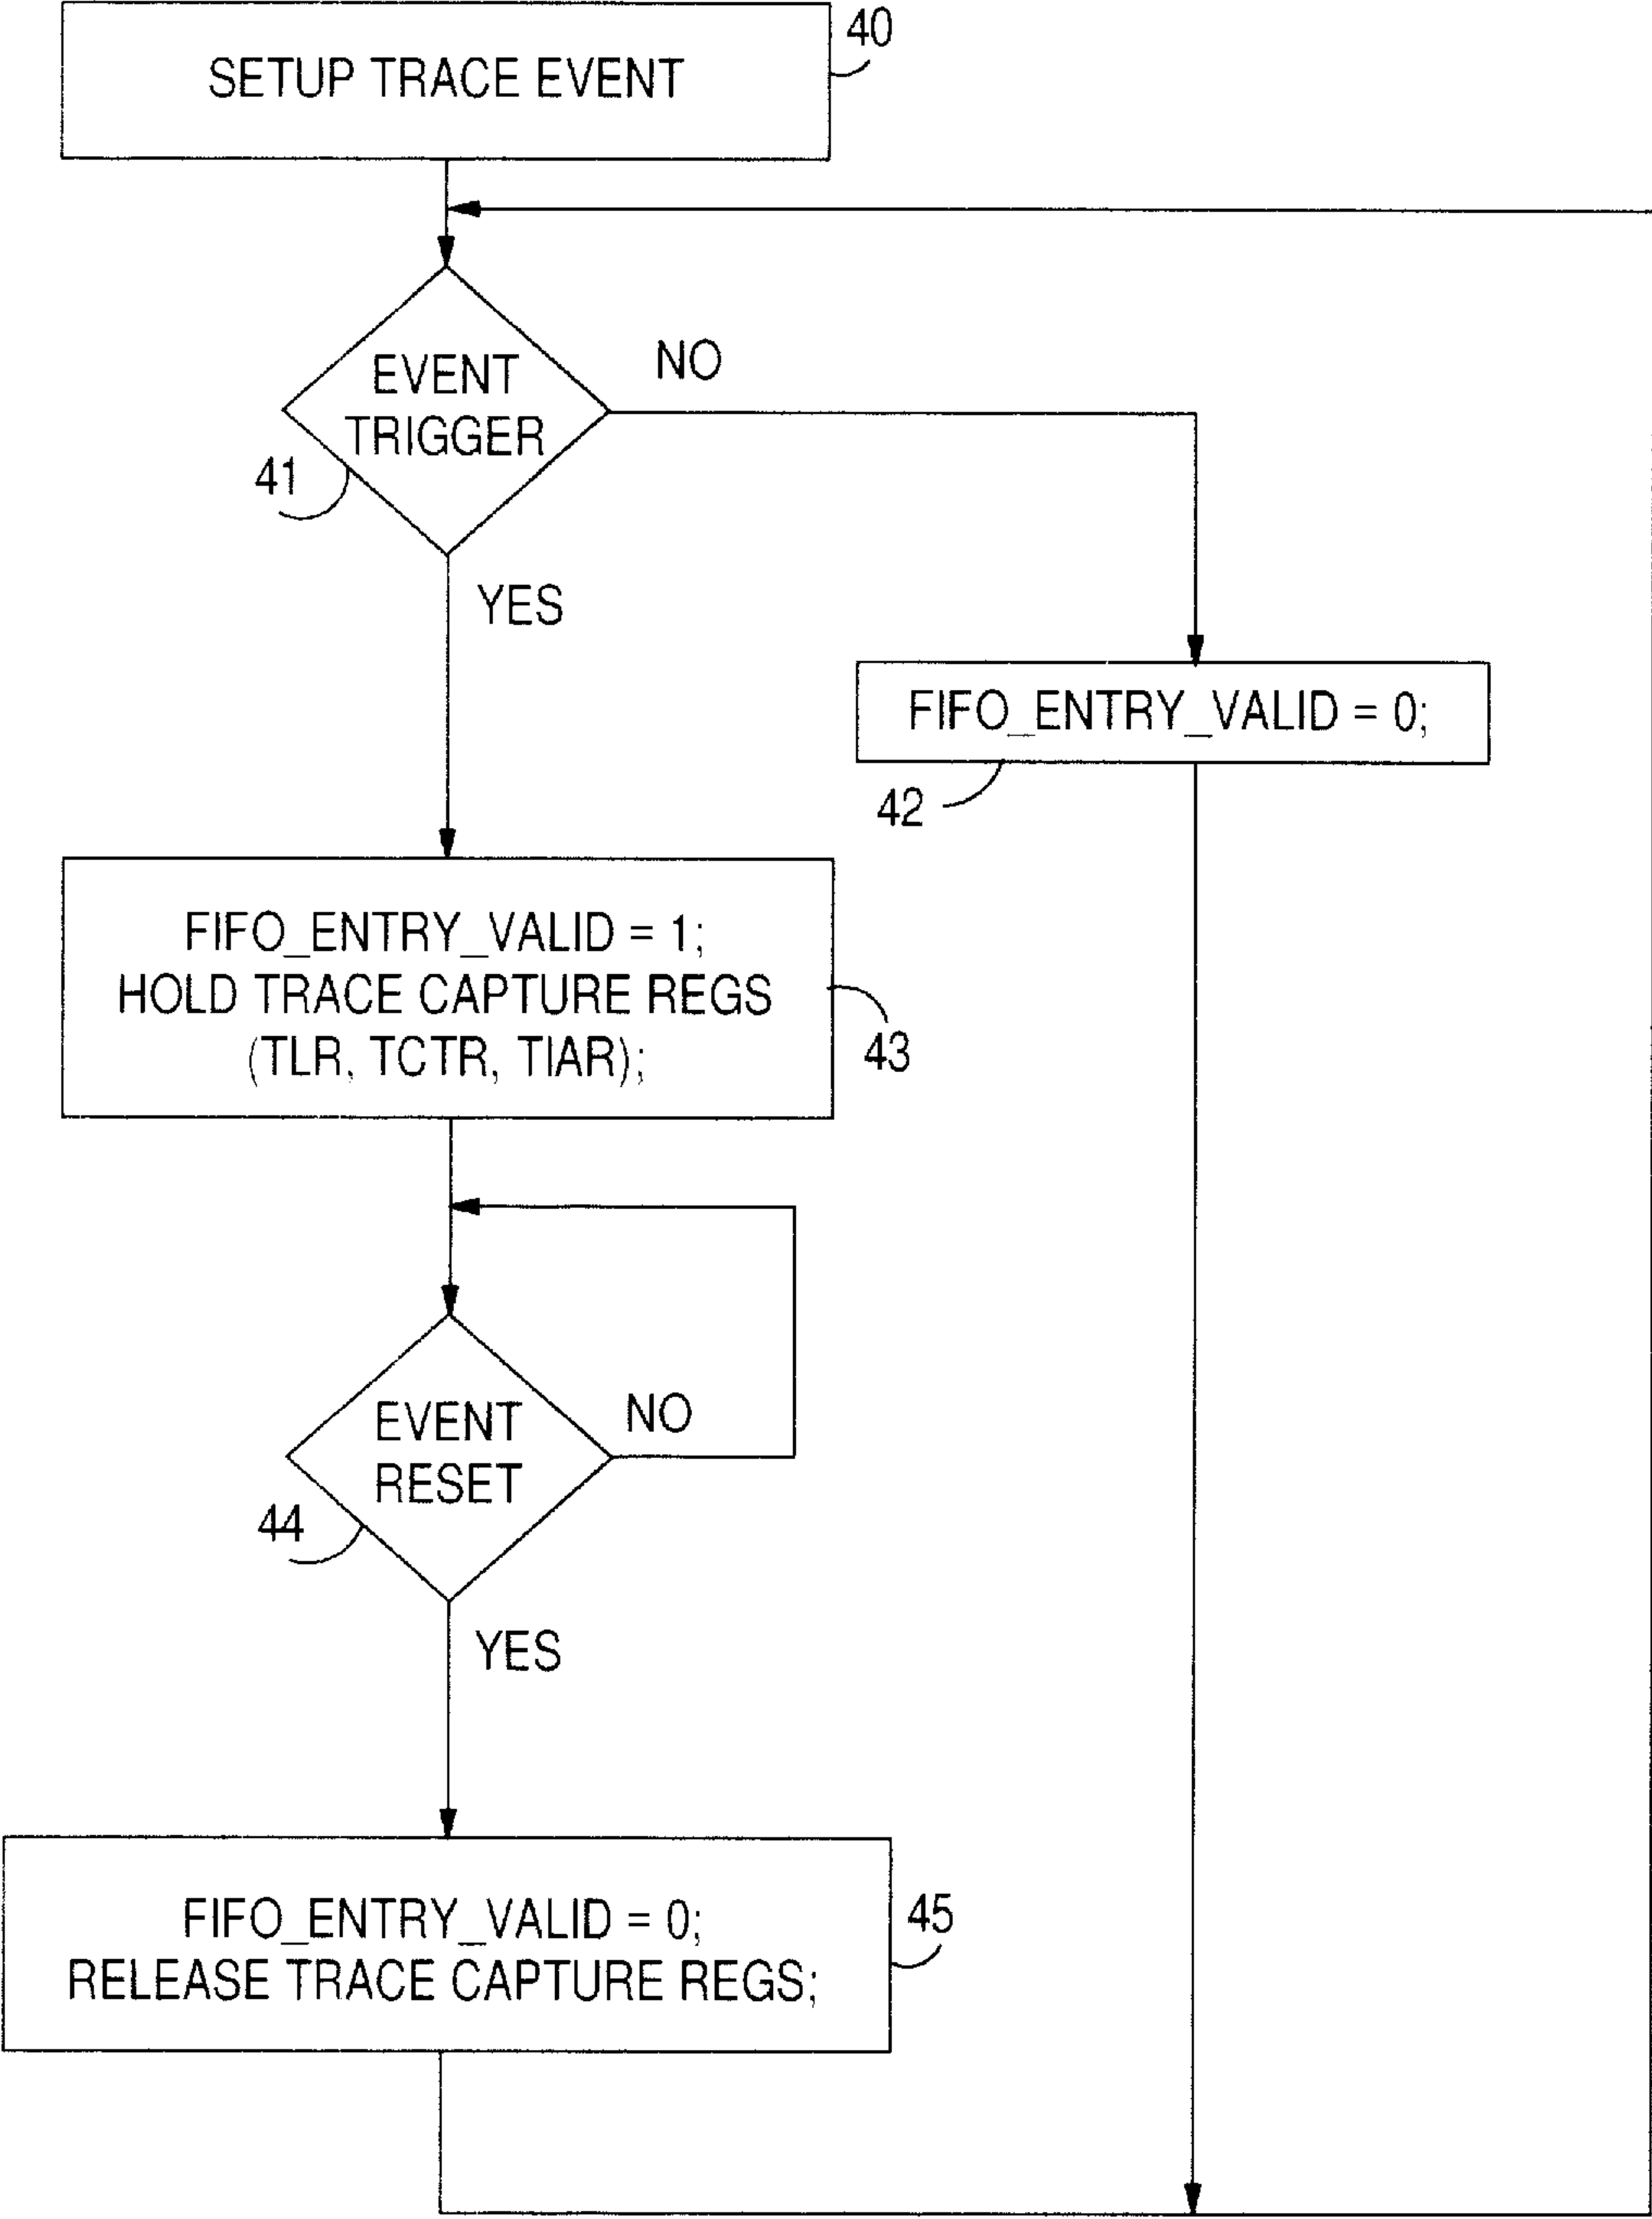 SETUP TRACE EVENT
40
EVENT
TRIGGER
NO
41
YES
FIFO_ENTRY_VALID = 0;
42
FIFO_ENTRY_VALID = 1;
HOLD TRACE CAPTURE REGS
(TLR, TCTR, TIAR);
43
EVENT
RESET
NO
44
YES
FIFO_ENTRY_VALID = 0;
RELEASE TRACE CAPTURE REGS;
45